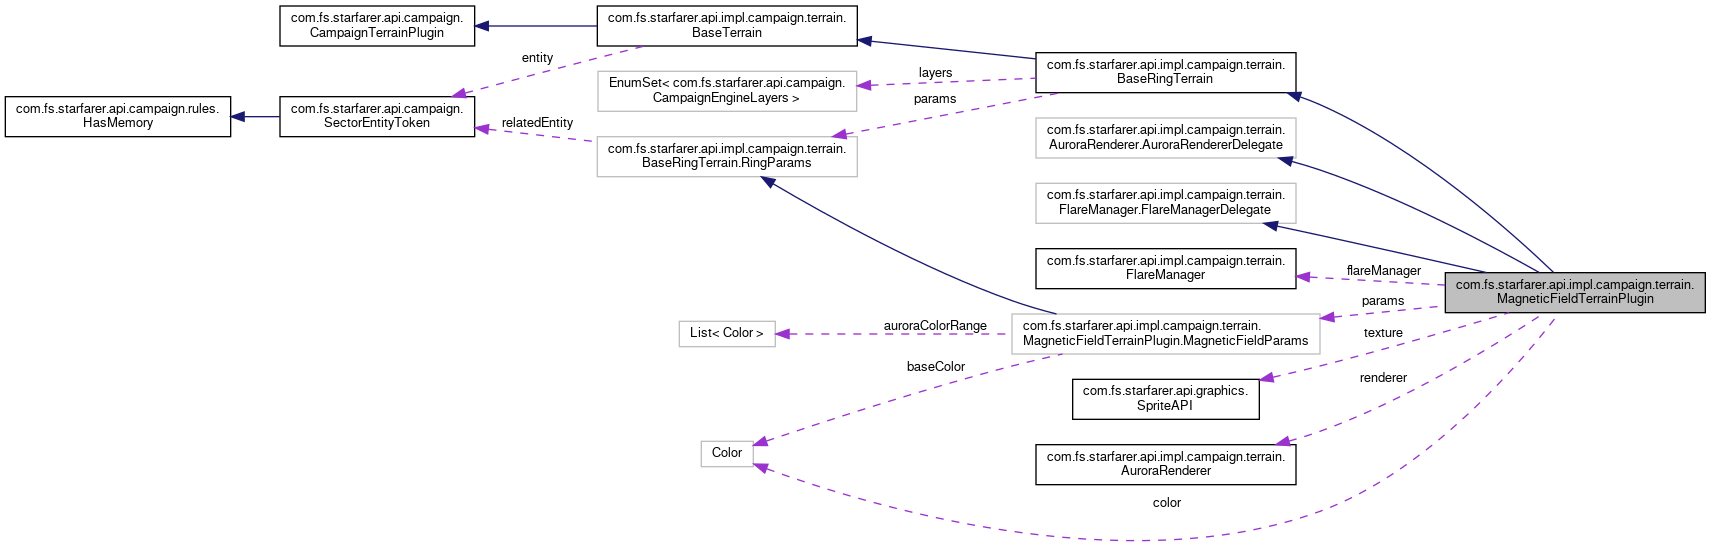 com.fs.starfarer.api.campaign.
CampaignTerrainPlugin
com.fs.starfarer.api.impl.campaign.terrain.
BaseTerrain
entity
com.fs.starfarer.api.impl.campaign.terrain.
BaseRingTerrain
layers
EnumSet< com.fs.starfarer.api.campaign.
CampaignEngineLayers >
params
com.fs.starfarer.api.campaign.rules.
HasMemory
com.fs.starfarer.api.campaign.
SectorEntityToken
relatedEntity
com.fs.starfarer.api.impl.campaign.terrain.
BaseRingTerrain.RingParams
com.fs.starfarer.api.impl.campaign.terrain.
AuroraRenderer.AuroraRendererDelegate
com.fs.starfarer.api.impl.campaign.terrain.
FlareManager.FlareManagerDelegate
com.fs.starfarer.api.impl.campaign.terrain.
FlareManager
flareManager
com.fs.starfarer.api.impl.campaign.terrain.
MagneticFieldTerrainPlugin
params
List< Color >
auroraColorRange
com.fs.starfarer.api.impl.campaign.terrain.
MagneticFieldTerrainPlugin.MagneticFieldParams
texture
baseColor
com.fs.starfarer.api.graphics.
SpriteAPI
renderer
Color
com.fs.starfarer.api.impl.campaign.terrain.
AuroraRenderer
color